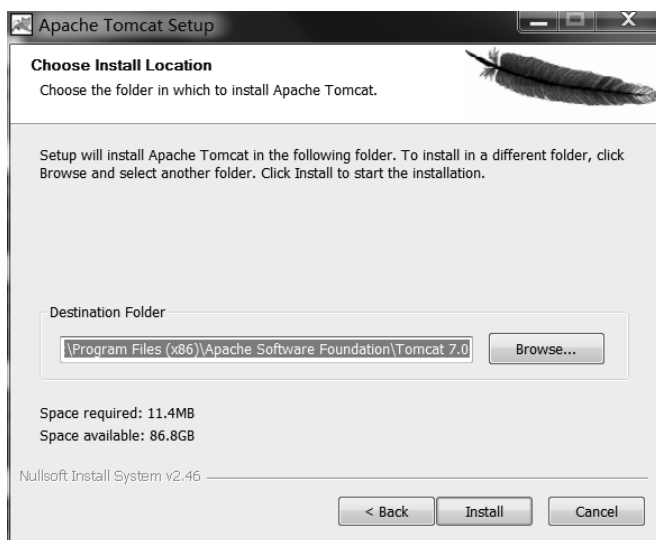 Apache Tomcat Setup
Choose Install Location
Choose the folder in which to install Apache Tomcat.
Setup will install Apache Tomcat in the following folder. To install in a different folder, click
Browse and select another folder. Click Install to start the installation.
Destination Folder
:\Program Files (x86)\Apache Software Foundation\Tomcat 7.0
Browse...
Space required: 11.4MB
Space available: 86.8GB
Nullsoft Install System v2.46
< Back
Install
Cancel